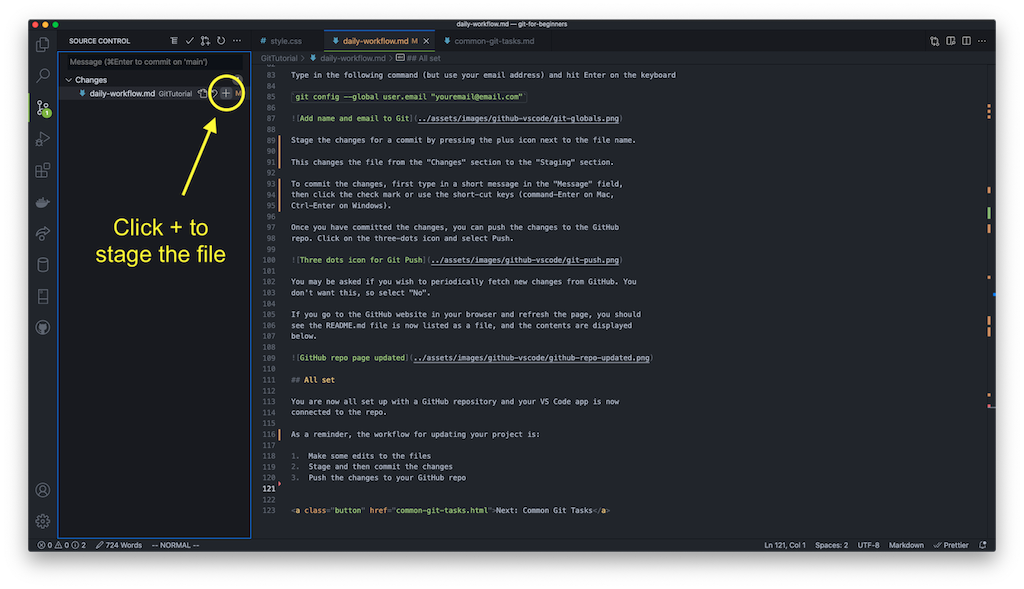 daily-workflow.md — git-for-beginners
SOURCE CONTROL
Message (⌘Enter to commit on 'main')
Changes
daily-workflow.md GitTutorial M
Click + to
stage the file
# style.css
daily-workflow.md M
common-git-tasks.md
GitTutorial > daily-workflow.md > ## All set
83 Type in the following command (but use your email address) and hit Enter on the keyboard
84
85 `git config --global user.email "youremail@email.com"`
86
87 ![Add name and email to Git](../assets/images/github-vscode/git-globals.png)
88
89 Stage the changes for a commit by pressing the plus icon next to the file name.
90
91 This changes the file from the "Changes" section to the "Staging" section.
92
93 To commit the changes, first type in a short message in the "Message" field,
94 then click the check mark or use the short-cut keys (command-Enter on Mac,
95 Ctrl-Enter on Windows).
96
97 Once you have committed the changes, you can push the changes to the GitHub
98 repo. Click on the three-dots icon and select Push.
99
100 ![Three dots icon for Git Push](../assets/images/github-vscode/git-push.png)
101
102 You may be asked if you wish to periodically fetch new changes from GitHub. You
103 don't want this, so select "No".
104
105 If you go to the GitHub website in your browser and refresh the page, you should
106 see the README.md file is now listed as a file, and the contents are displayed
107 below.
108
109 ![GitHub repo page updated](../assets/images/github-vscode/github-repo-updated.png)
110
111 ## All set
112
113 You are now all set up with a GitHub repository and your VS Code app is now
114 connected to the repo.
115
116 As a reminder, the workflow for updating your project is:
117
118 1. Make some edits to the files
119 2. Stage and then commit the changes
120 3. Push the changes to your GitHub repo
121
122
123 <a class="button" href="common-git-tasks.html">Next: Common Git Tasks</a>
1
0 0 2 724 Words -- NORMAL -- Ln 121, Col 1 Spaces: 2 UTF-8 Markdown Prettier